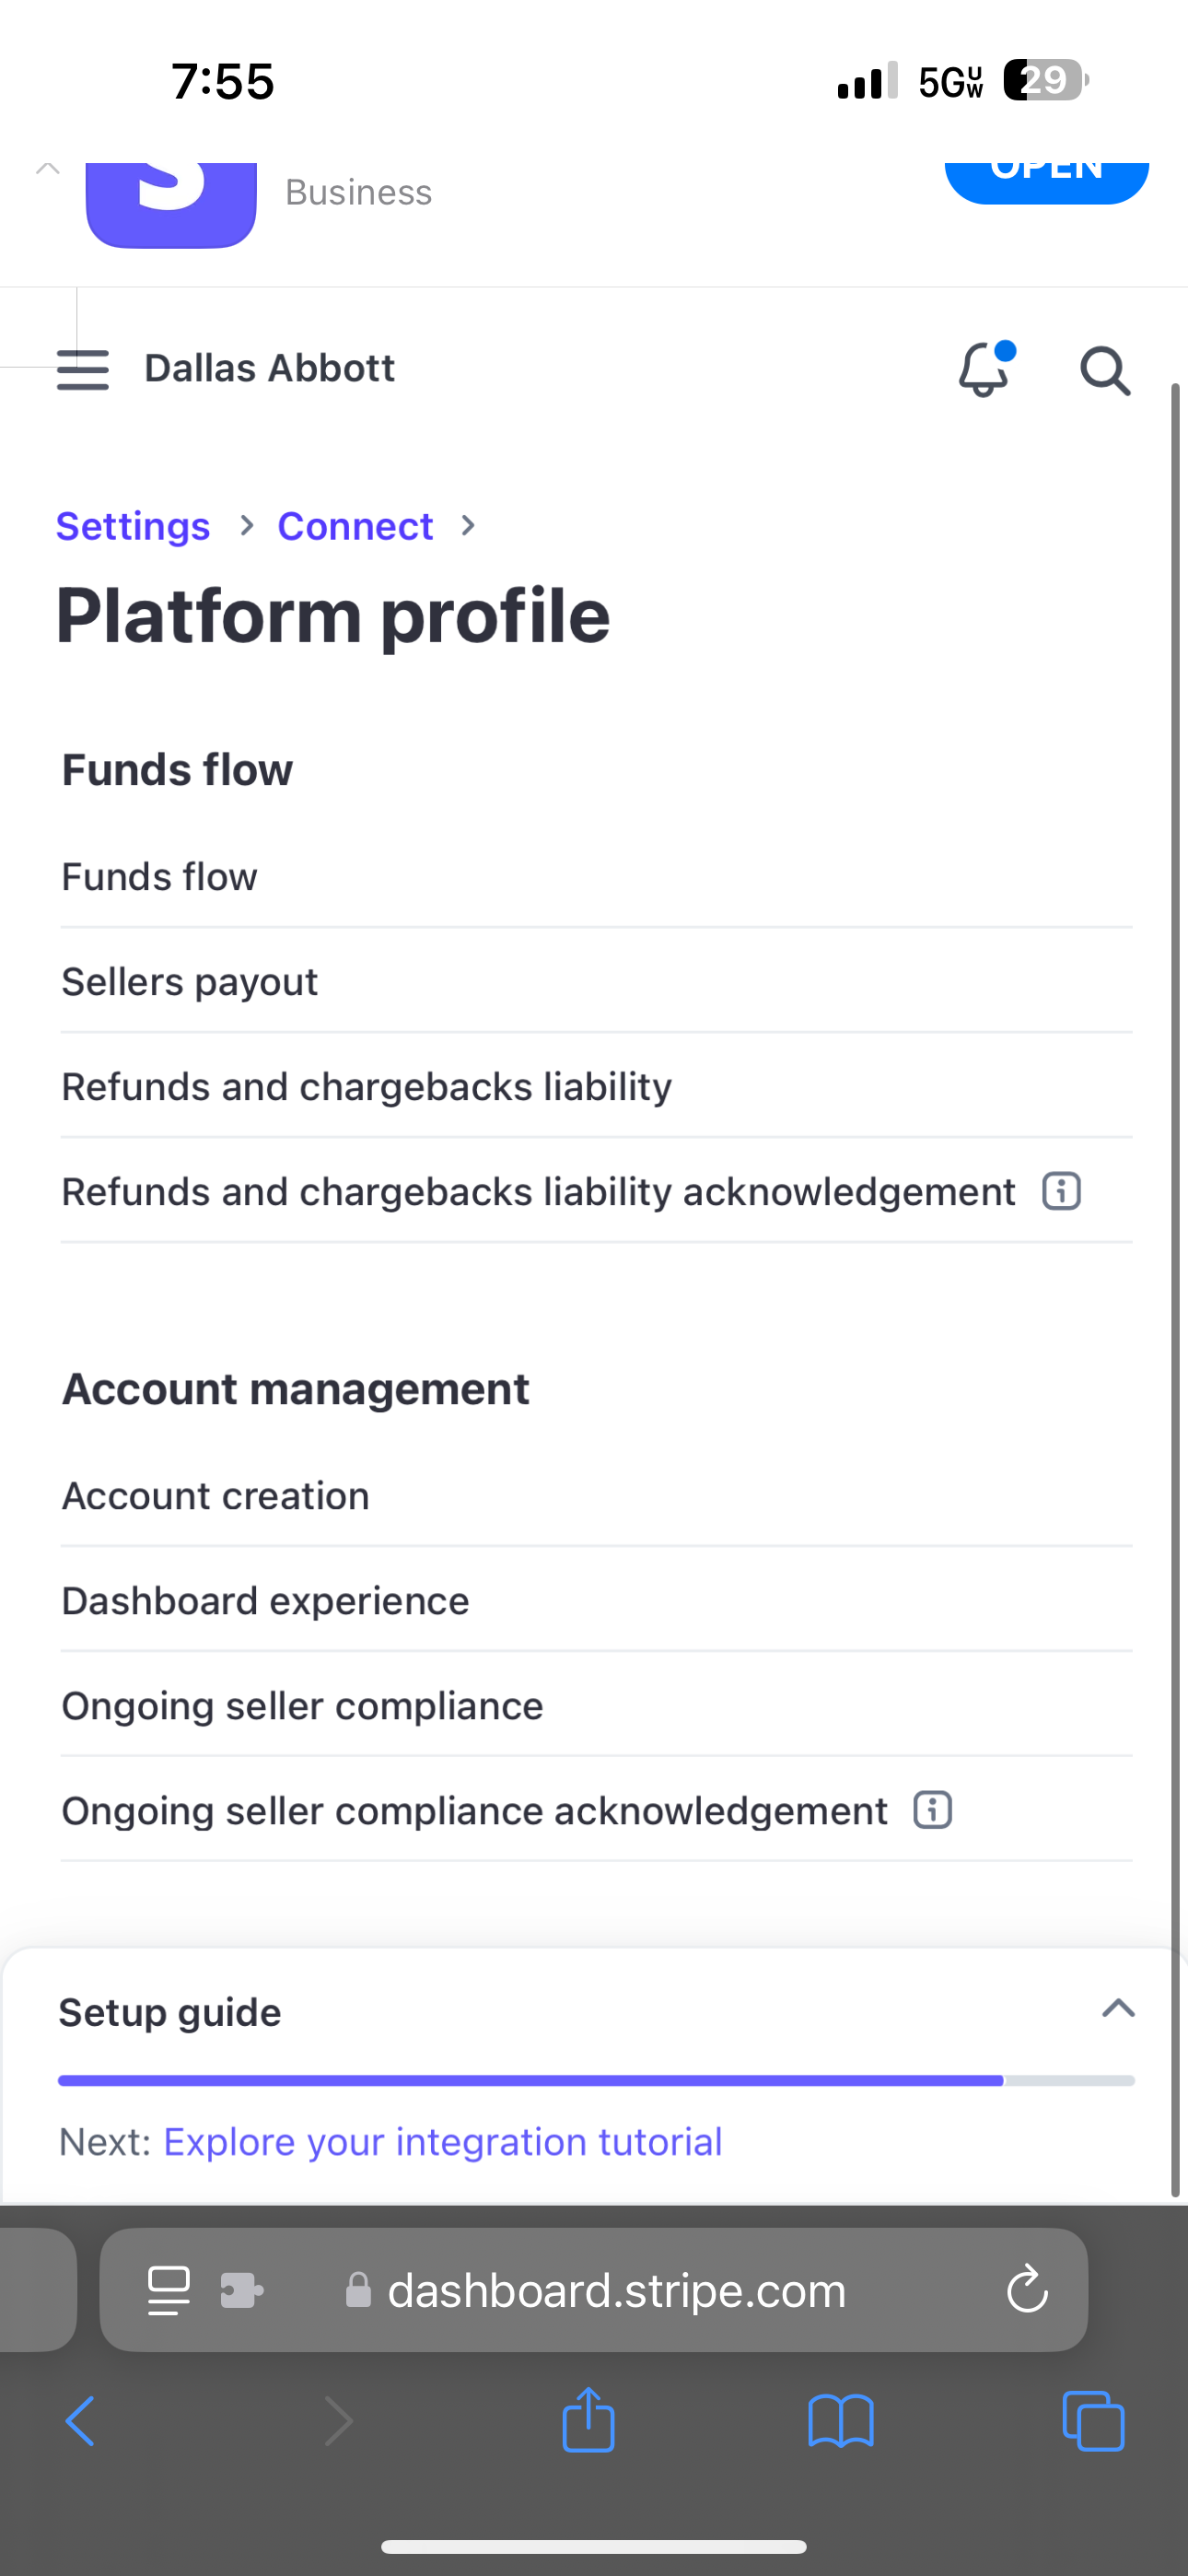 7:55
5G UW 29
S
Business
OPEN
Dallas Abbott
Settings > Connect >
Platform profile
Funds flow
Funds flow
Sellers payout
Refunds and chargebacks liability
Refunds and chargebacks liability acknowledgement
Account management
Account creation
Dashboard experience
Ongoing seller compliance
Ongoing seller compliance acknowledgement
Setup guide
Next: Explore your integration tutorial
dashboard.stripe.com